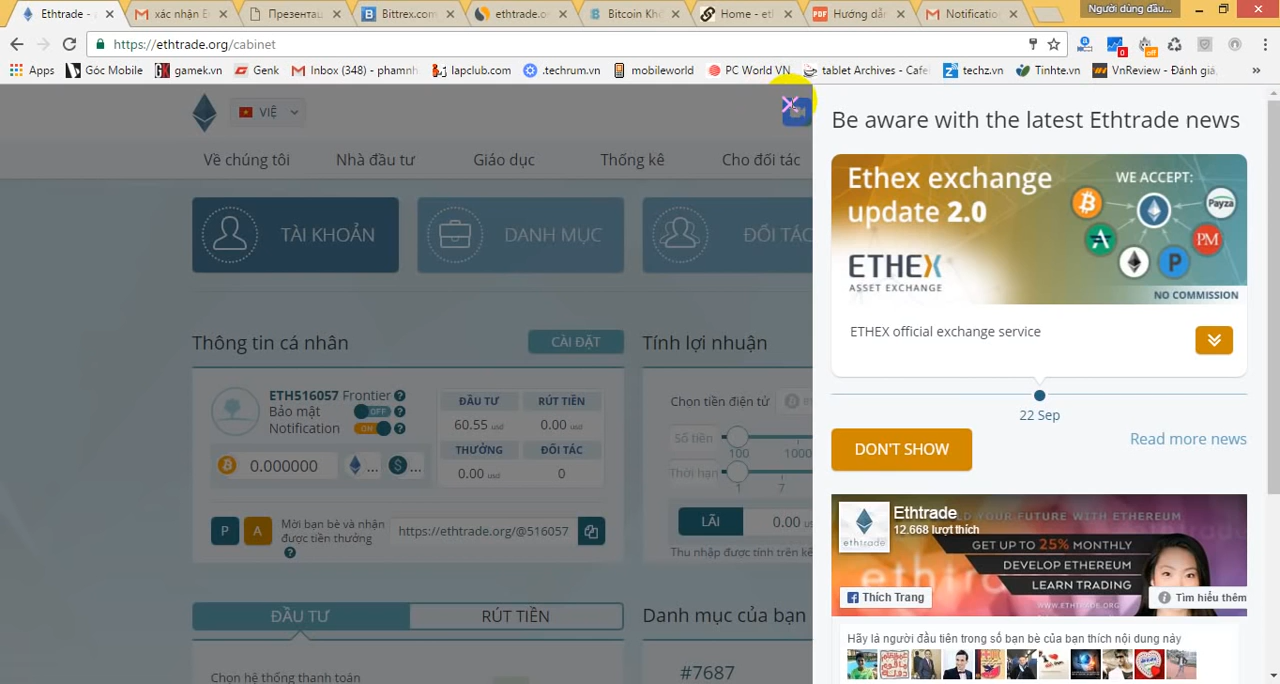 Người dùng đầu...
Ethtrade -
xác nhận E
Презентац
Bittrex.com
ethtrade.o
Bitcoin Kh
Home - et
Hướng dẫ
Notificatio
https://ethtrade.org/cabinet
Apps
Góc Mobile
gamek.vn
Genk
Inbox (348) - phamnh
lapclub.com
.techrum.vn
mobileworld
PC World VN
tablet Archives - Cafe
techz.vn
Tinhte.vn
VnReview - Đánh giá,
»
VIỆ
Về chúng tôi
Nhà đầu tư
Giáo dục
Thống kê
Cho đối tác
TÀI KHOẢN
DANH MỤC
ĐỐI TÁC
Thông tin cá nhân
CÀI ĐẶT
ETH516057 Frontier
Bảo mật OFF
Notification ON
0.000000
... ...
ĐẦU TƯ
RÚT TIỀN
60.55 usd
0.00 usd
THƯỞNG
ĐỐI TÁC
0.00 usd
0
P A
Mời bạn bè và nhận
được tiền thưởng
https://ethtrade.org/@516057
Tính lợi nhuận
Chọn tiền điện tử
Số tiền
100 1000
Thời hạn
1 7
LÃI
0.00 us
Thu nhập được tính trên kế
ĐẦU TƯ
RÚT TIỀN
Chọn hệ thống thanh toán
Danh mục của bạn
#7687
Be aware with the latest Ethtrade news
Ethex exchange
update 2.0
WE ACCEPT:
Payza
PM
P
ETHEX
ASSET EXCHANGE
NO COMMISSION
ETHEX official exchange service
22 Sep
DON'T SHOW
Read more news
Ethtrade
12.668 lượt thích
ethtrade
D YOUR FUTURE WITH ETHEREUM
GET UP TO 25% MONTHLY
DEVELOP ETHEREUM
LEARN TRADING
WWW.ETHTRADE.ORG
Thích Trang
Tìm hiểu thêm
Hãy là người đầu tiên trong số bạn bè của bạn thích nội dung này